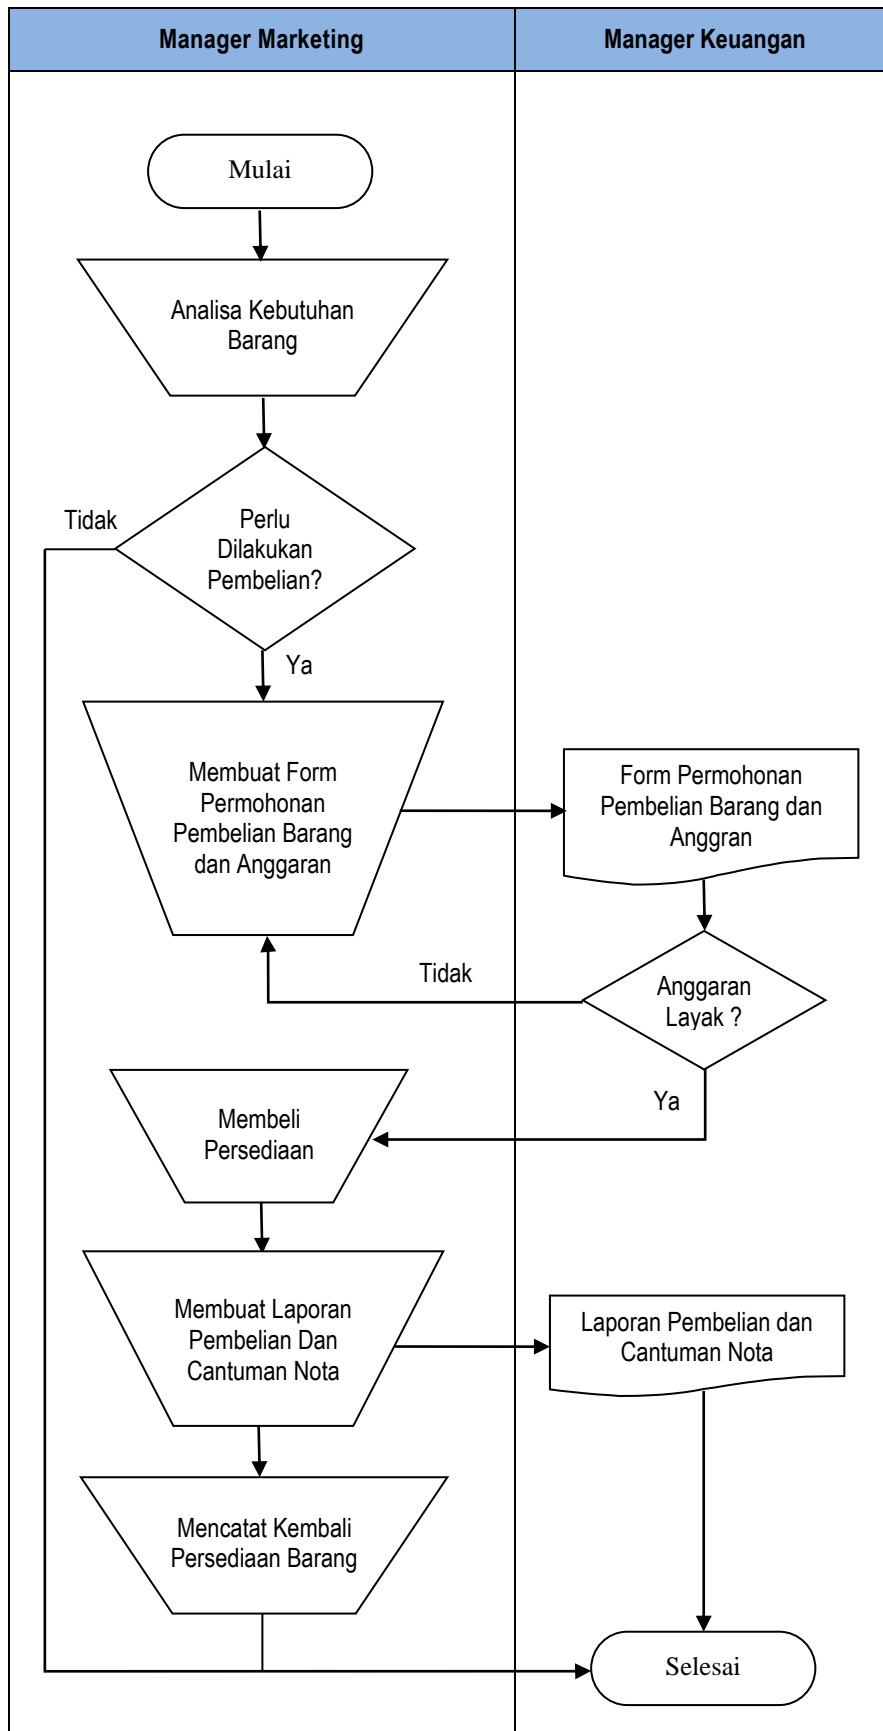 Manager Marketing
Manager Keuangan
Mulai
Analisa Kebutuhan
Barang
Tidak
Perlu
Dilakukan
Pembelian?
Ya
Membuat Form
Permohonan
Pembelian Barang
dan Anggaran
Form Permohonan
Pembelian Barang dan
Anggran
Tidak
Anggaran
Layak ?
Ya
Membeli
Persediaan
Membuat Laporan
Pembelian Dan
Cantuman Nota
Laporan Pembelian dan
Cantuman Nota
Mencatat Kembali
Persediaan Barang
Selesai